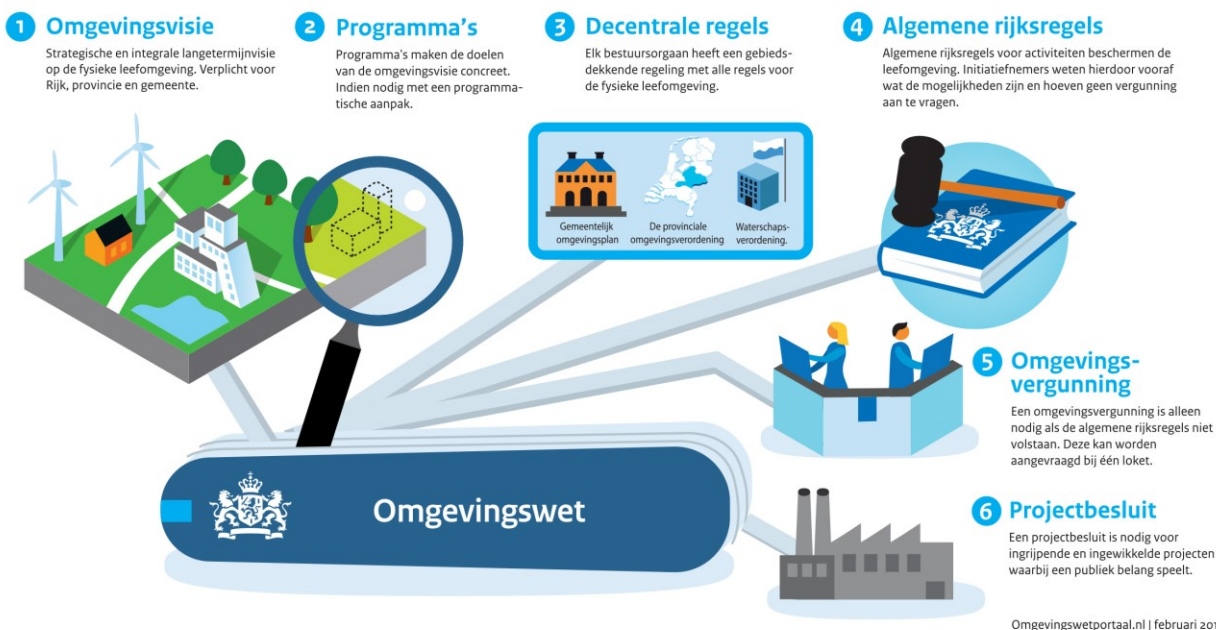 1 Omgevingsvisie
Strategische en integrale langetermijnvisie
op de fysieke leefomgeving. Verplicht voor
Rijk, provincie en gemeente.
2 Programma's
Programma's maken de doelen
van de omgevingsvisie concreet.
Indien nodig met een programma-
tische aanpak.
3 Decentrale regels
Elk bestuursorgaan heeft een gebieds-
dekkende regeling met alle regels voor
de fysieke leefomgeving.
Gemeentelijk
omgevingsplan
De provinciale
omgevingsverordening
Waterschaps-
verordening.
4 Algemene rijksregels
Algemene rijksregels voor activiteiten beschermen de
leefomgeving. Initiatiefnemers weten hierdoor vooraf
wat de mogelijkheden zijn en hoeven geen vergunning
aan te vragen.
5 Omgevings-
vergunning
Een omgevingsvergunning is alleen
nodig als de algemene rijksregels niet
volstaan. Deze kan worden
aangevraagd bij één loket.
Omgevingswet
6 Projectbesluit
Een projectbesluit is nodig voor
ingrijpende en ingewikkelde projecten
waarbij een publiek belang speelt.
Omgevingswetportaal.nl | februari